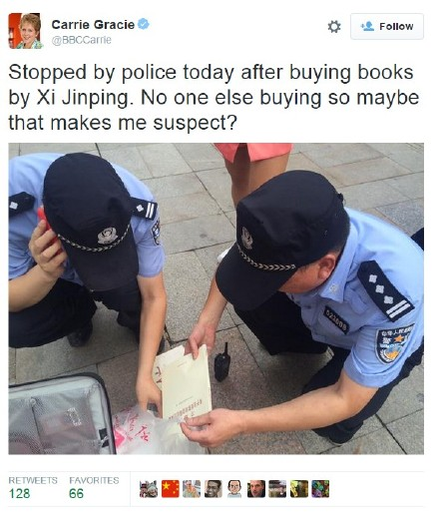 Carrie Gracie
@BBCCarrie
Follow
Stopped by police today after buying books
by Xi Jinping. No one else buying so maybe
that makes me suspect?
RETWEETS
FAVORITES
128
66